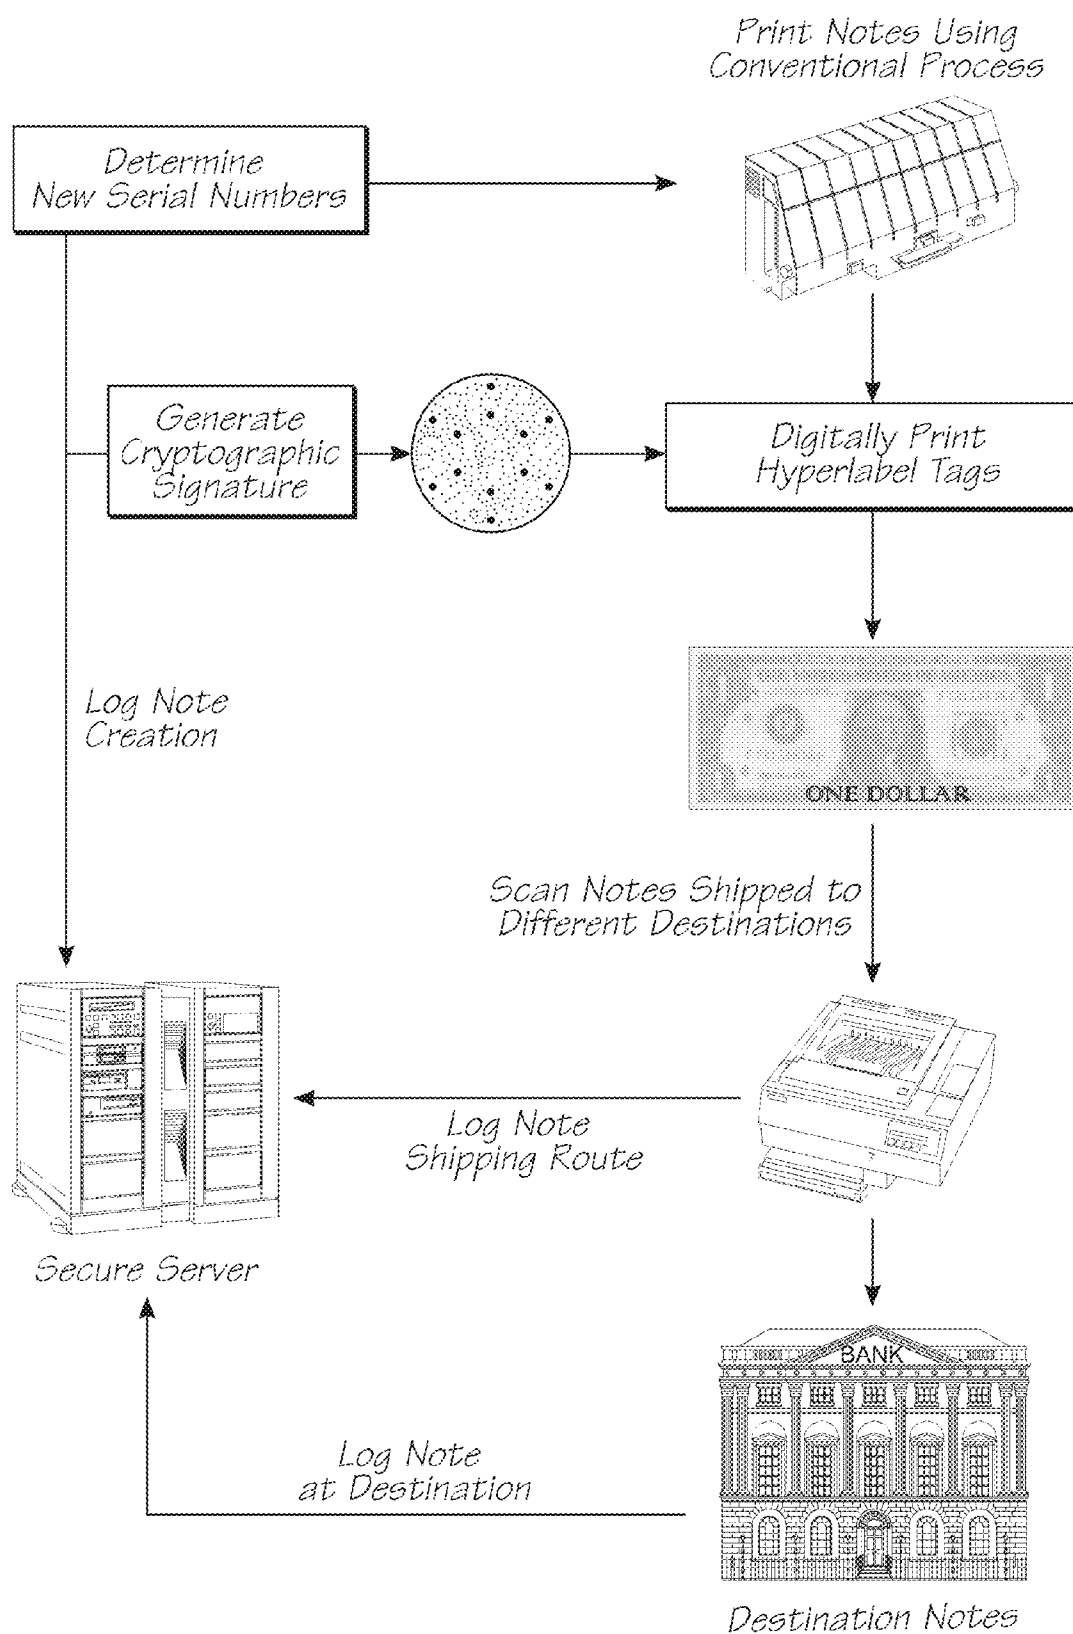 Print Notes Using
Conventional Process
Determine
New Serial Numbers
Generate
Cryptographic
Signature
Digitally Print
Hyperlabel Tags
Log Note
Creation
ONE DOLLAR
Scan Notes Shipped to
Different Destinations
Log Note
Shipping Route
Secure Server
BANK
Log Note
at Destination
Destination Notes